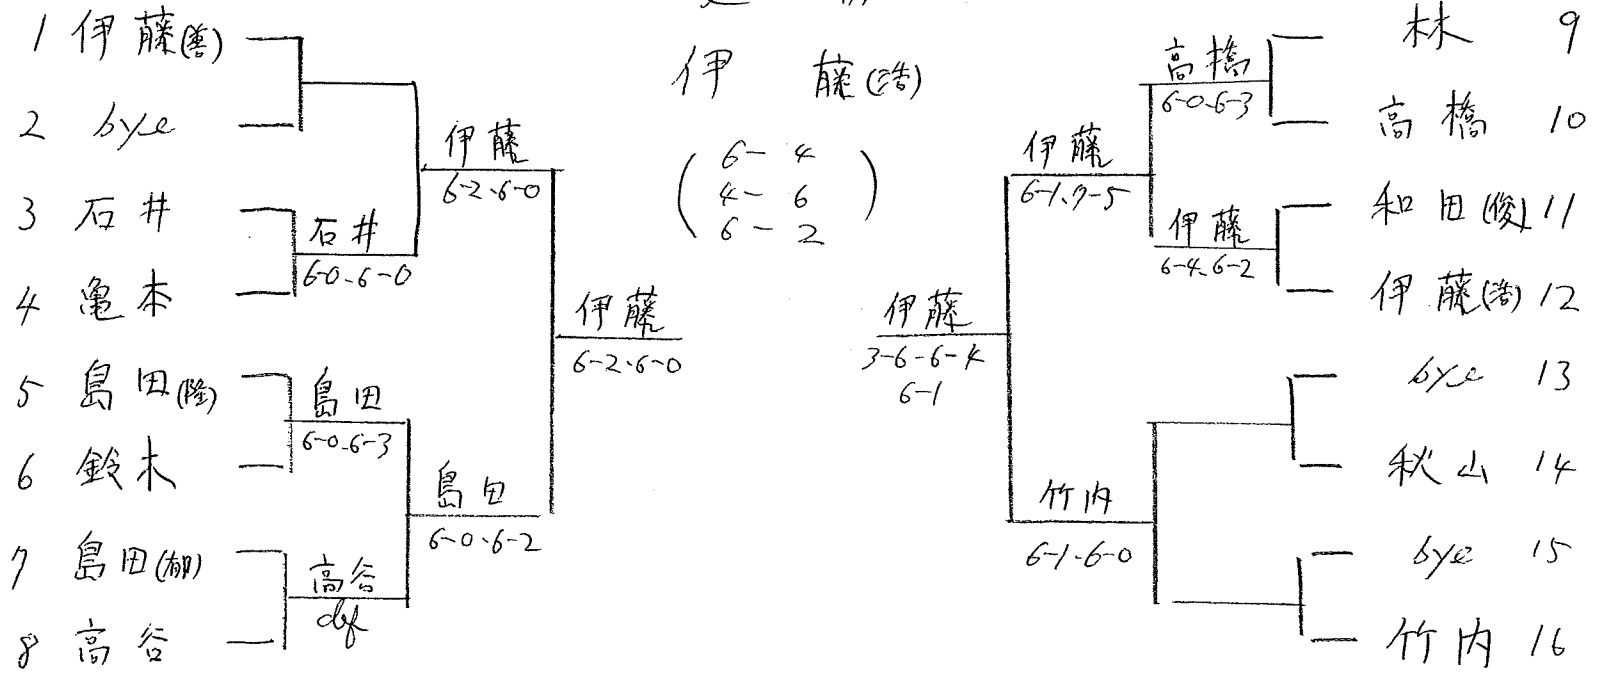 1 伊藤(善)
2 bye
3 石井
4 亀本
5 島田(隆)
6 鈴木
7 島田(郁)
8 高谷
石井
6-0.6-0
島田
6-0.6-3
高谷
def
伊藤
6-2.6-0
島田
6-0.6-2
伊藤
6-2.6-0
伊 藤(浩)
6-4
4-6
6-2
伊藤
3-6-6-4
6-1
伊藤
6-1.7-5
竹内
6-1.6-0
高橋
6-0.6-3
伊藤
6-4.6-2
林 9
高橋 10
和田(俊) 11
伊藤(浩) 12
bye 13
秋山 14
bye 15
竹内 16